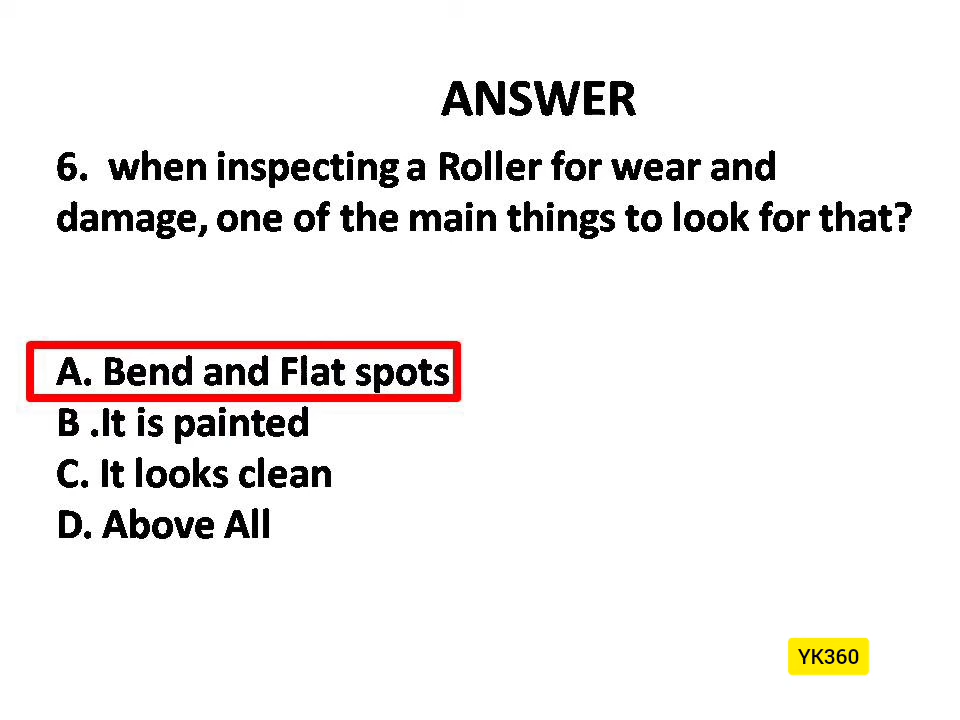 ANSWER
6. when inspecting a Roller for wear and
damage, one of the main things to look for that?
A. Bend and Flat spots
B .It is painted
C. It looks clean
D. Above All
YK360